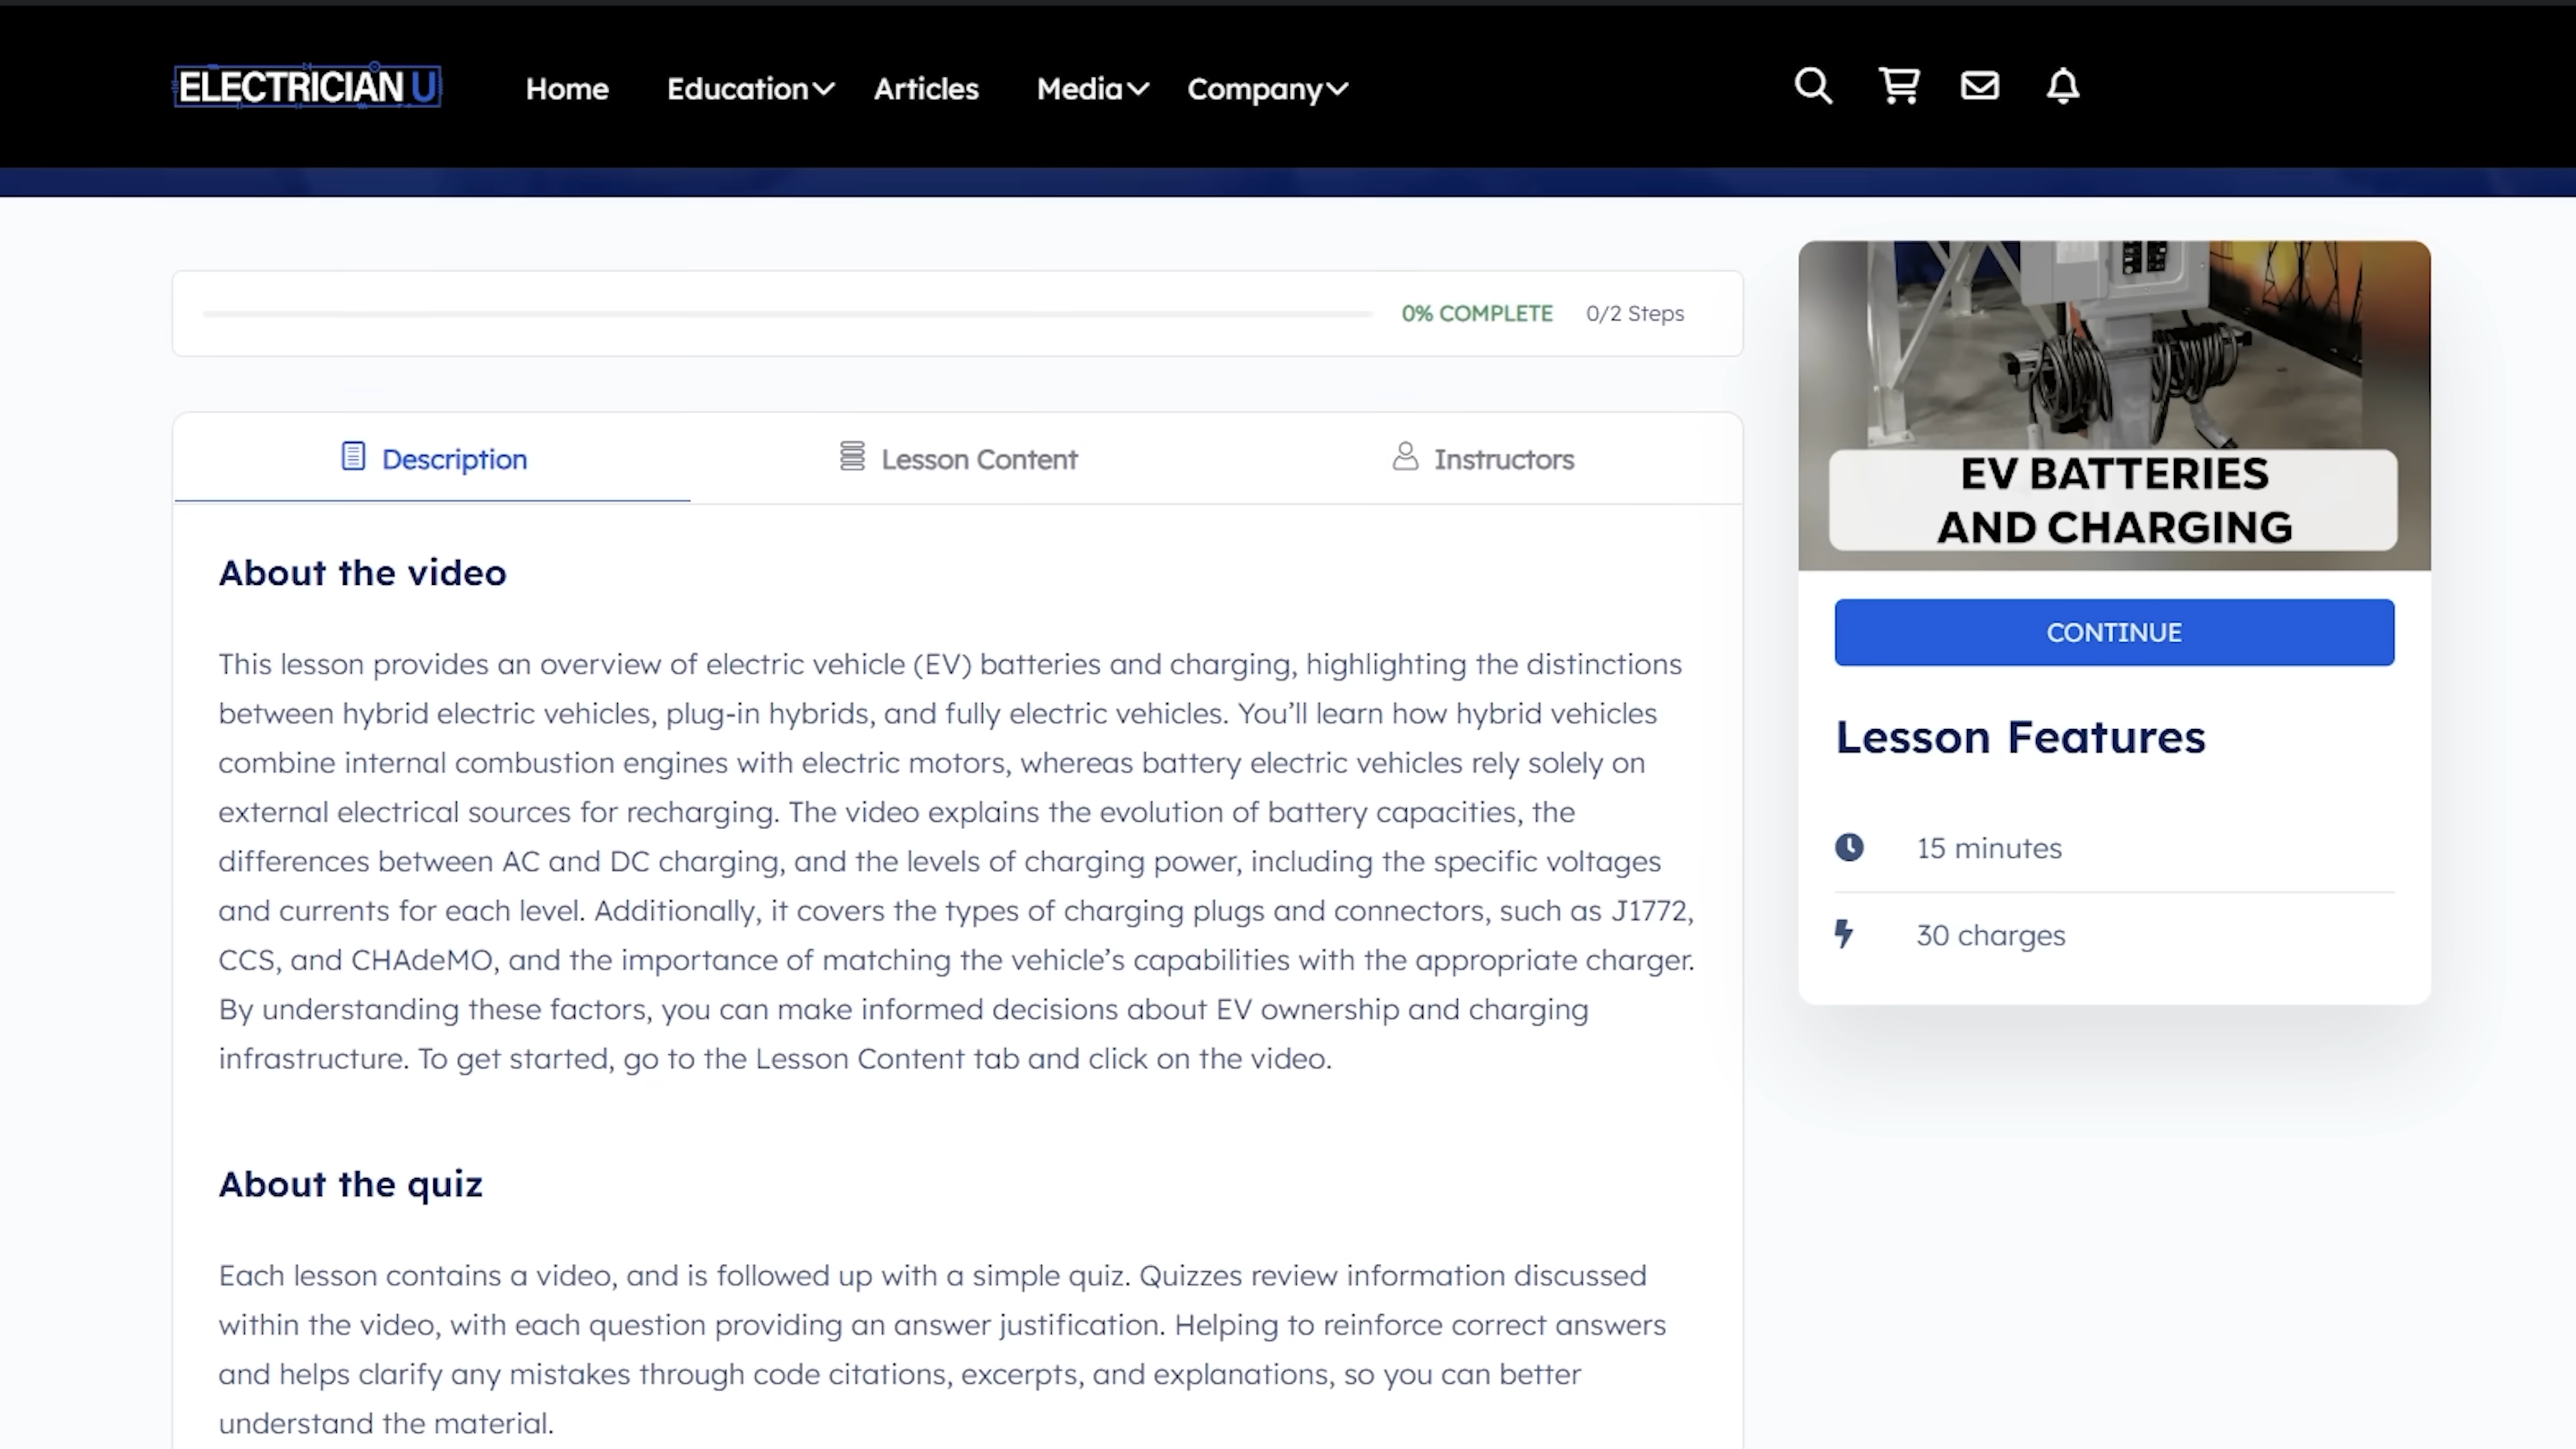 ELECTRICIAN U
Home
Education
Articles
Media
Company
0% COMPLETE
0/2 Steps
Description
Lesson Content
Instructors
About the video
This lesson provides an overview of electric vehicle (EV) batteries and charging, highlighting the distinctions
between hybrid electric vehicles, plug-in hybrids, and fully electric vehicles. You’ll learn how hybrid vehicles
combine internal combustion engines with electric motors, whereas battery electric vehicles rely solely on
external electrical sources for recharging. The video explains the evolution of battery capacities, the
differences between AC and DC charging, and the levels of charging power, including the specific voltages
and currents for each level. Additionally, it covers the types of charging plugs and connectors, such as J1772,
CCS, and CHAdeMO, and the importance of matching the vehicle’s capabilities with the appropriate charger.
By understanding these factors, you can make informed decisions about EV ownership and charging
infrastructure. To get started, go to the Lesson Content tab and click on the video.
About the quiz
Each lesson contains a video, and is followed up with a simple quiz. Quizzes review information discussed
within the video, with each question providing an answer justification. Helping to reinforce correct answers
and helps clarify any mistakes through code citations, excerpts, and explanations, so you can better
understand the material.
EV BATTERIES
AND CHARGING
CONTINUE
Lesson Features
15 minutes
30 charges